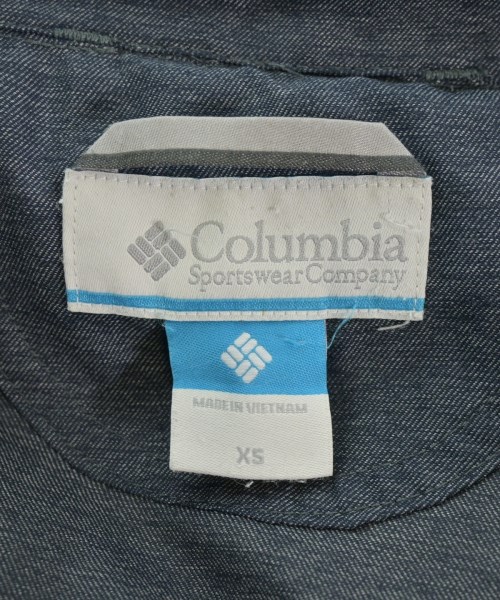 Columbia
Sportswear Company
MADE IN VIETNAM
XS